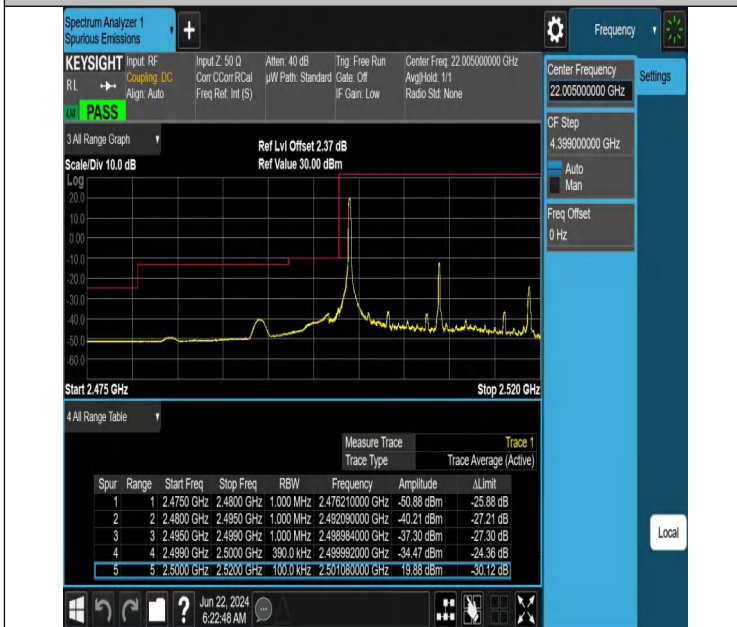 Spectrum Analyzer 1
Spurious Emissions
+
Frequency
KEYSIGHT
RL
Input: RF
Coupling: DC
Align: Auto
Input Z: 50 Ω
Corr CCorr RCal
Freq Ref: Int (S)
Atten: 40 dB
µW Path: Standard
Trig: Free Run
Gate: Off
IF Gain: Low
Center Freq: 22.005000000 GHz
Avg|Hold: 1/1
Radio Std: None
PASS
Center Frequency
22.005000000 GHz
Settings
CF Step
4.399000000 GHz
Auto
Man
Freq Offset
0 Hz
3 All Range Graph
Scale/Div 10.0 dB
Ref Lvl Offset 2.37 dB
Ref Value 30.00 dBm
Log
20.0
10.0
0.00
-10.0
-20.0
-30.0
-40.0
-50.0
-60.0
Start 2.475 GHz
Stop 2.520 GHz
4 All Range Table
Measure Trace Trace 1
Trace Type Trace Average (Active)
Spur Range Start Freq Stop Freq RBW Frequency Amplitude ΔLimit
1 1 2.4750 GHz 2.4800 GHz 1.000 MHz 2.476210000 GHz -50.88 dBm -25.88 dB
2 2 2.4800 GHz 2.4950 GHz 1.000 MHz 2.492090000 GHz -40.21 dBm -27.21 dB
3 3 2.4950 GHz 2.4990 GHz 1.000 MHz 2.498984000 GHz -37.30 dBm -27.30 dB
4 4 2.4990 GHz 2.5000 GHz 390.0 kHz 2.499992000 GHz -34.47 dBm -24.36 dB
5 5 2.5000 GHz 2.5200 GHz 100.0 kHz 2.501080000 GHz 19.88 dBm -30.12 dB
Local
?
Jun 22, 2024
6:22:48 AM